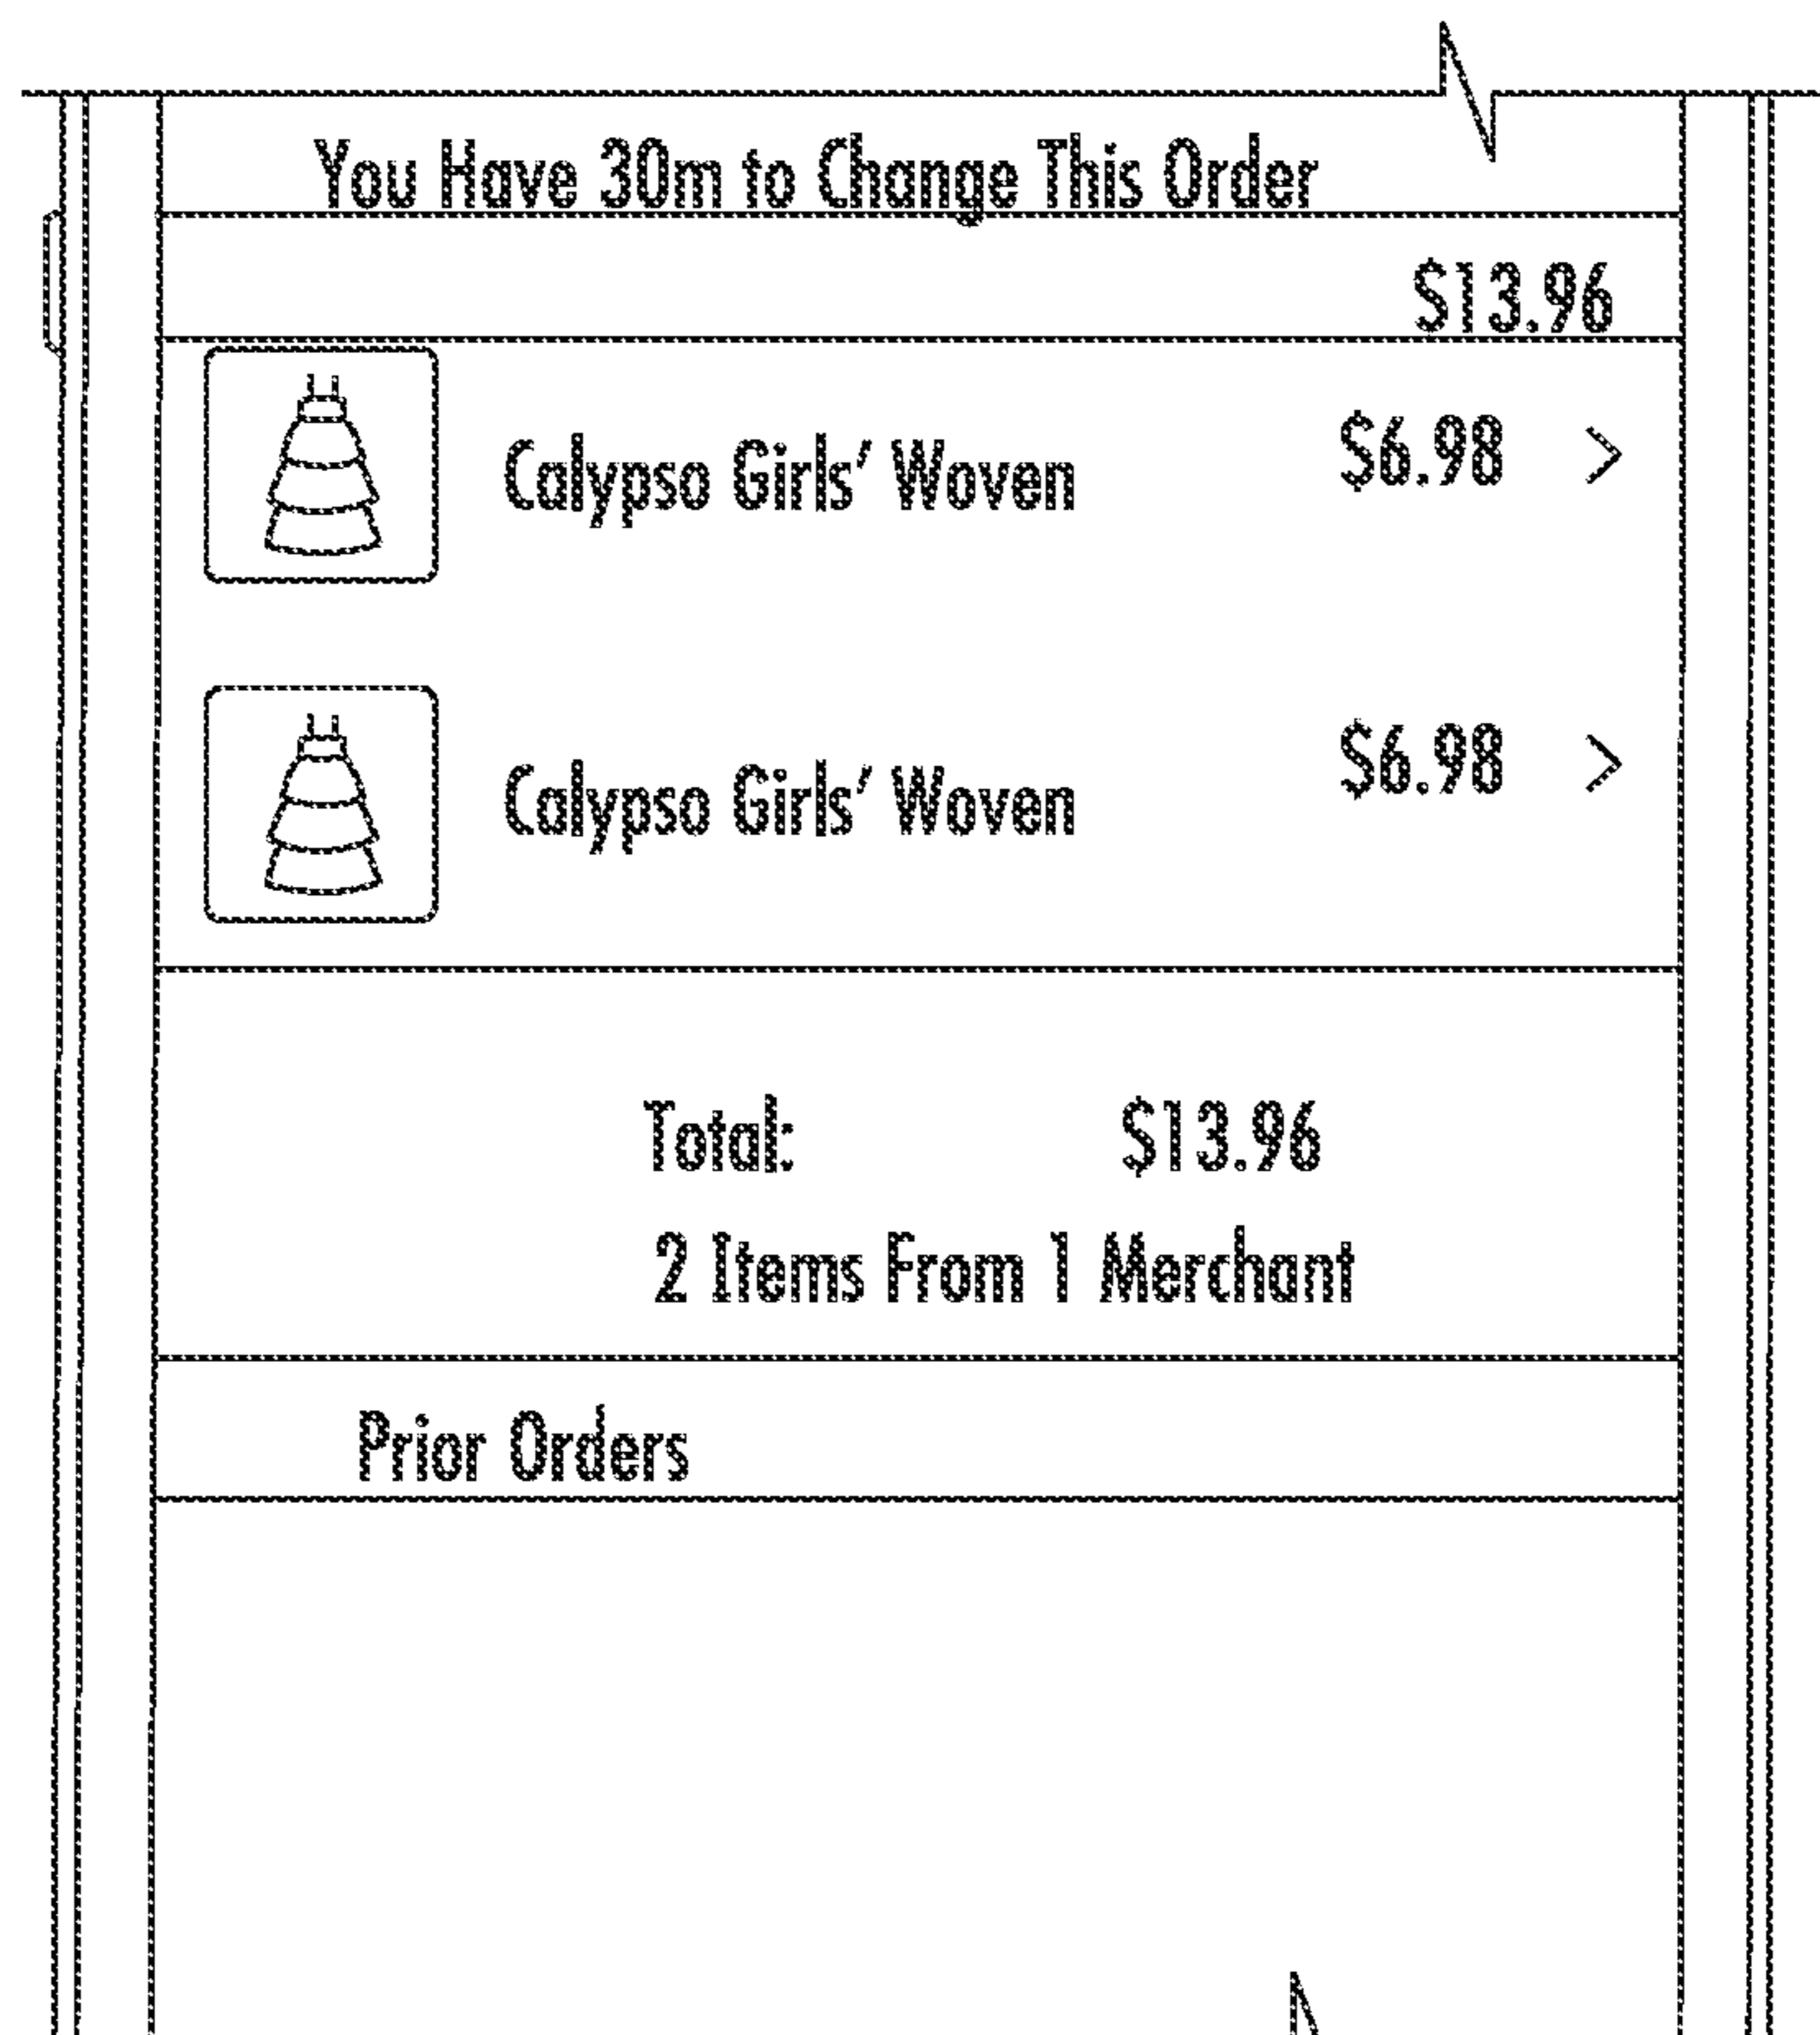 You Have 30m to Change This Order
$13.96
Calypso Girls' Woven $6.98 >
Calypso Girls' Woven $6.98 >
Total: $13.96
2 Items From 1 Merchant
Prior Orders